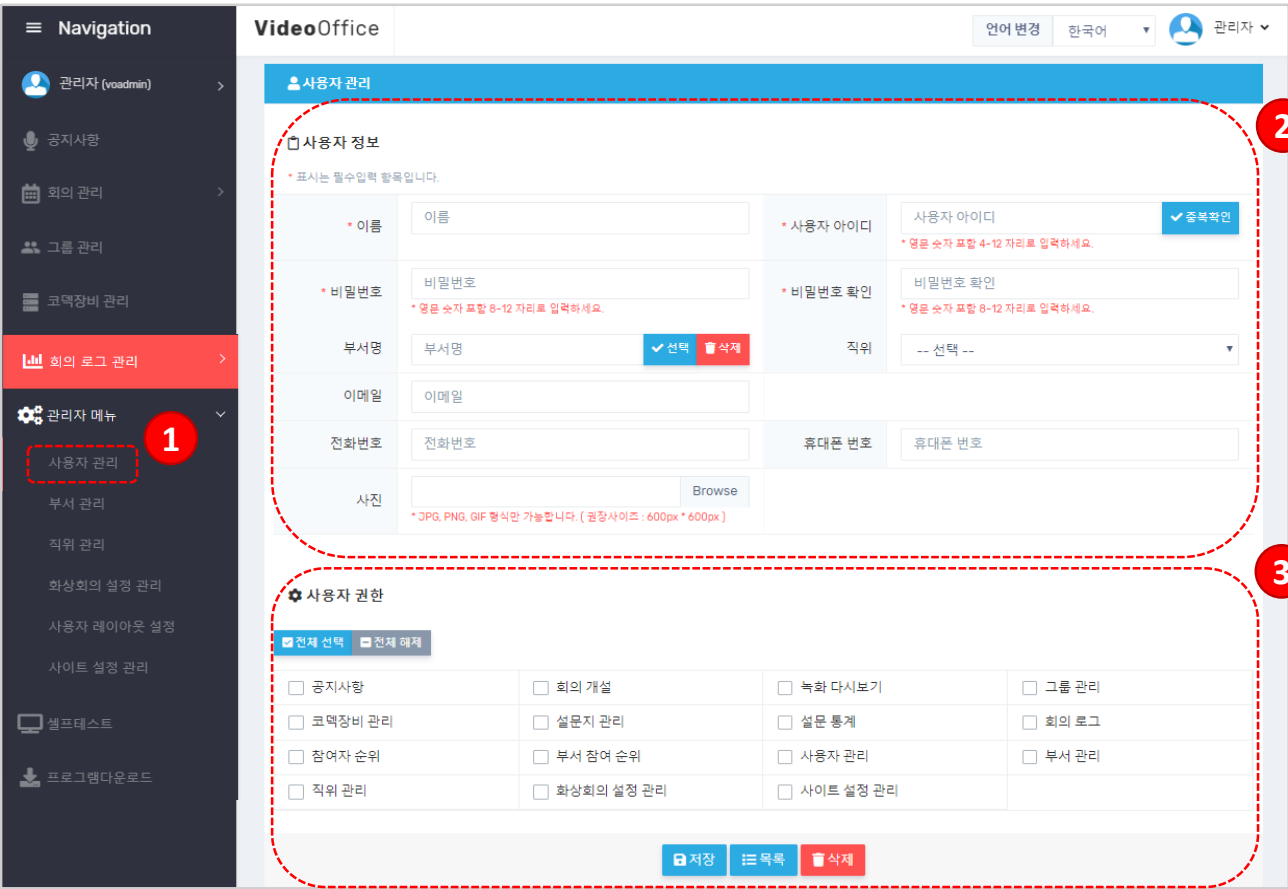 Navigation
VideoOffice
언어 변경 한국어
관리자
관리자 (voadmin)
공지사항
회의 관리
그룹 관리
코덱장비 관리
회의 로그 관리
관리자 메뉴
1
사용자 관리
부서 관리
직위 관리
화상회의 설정 관리
사용자 레이아웃 설정
사이트 설정 관리
셀프테스트
프로그램다운로드
사용자 관리
2
사용자 정보
* 표시는 필수입력 항목입니다.
* 이름 이름 * 사용자 아이디 사용자 아이디 중복확인
* 영문 숫자 포함 4~12 자리로 입력하세요.
* 비밀번호 비밀번호 * 비밀번호 확인 비밀번호 확인
* 영문 숫자 포함 8~12 자리로 입력하세요. * 영문 숫자 포함 8~12 자리로 입력하세요.
부서명 부서명 선택 삭제 직위 -- 선택 --
이메일 이메일
전화번호 전화번호 휴대폰 번호 휴대폰 번호
사진 Browse
* JPG, PNG, GIF 형식만 가능합니다. ( 권장사이즈 : 600px * 600px )
3
사용자 권한
전체 선택 전체 해제
공지사항 회의 개설 녹화 다시보기 그룹 관리
코덱장비 관리 설문지 관리 설문 통계 회의 로그
참여자 순위 부서 참여 순위 사용자 관리 부서 관리
직위 관리 화상회의 설정 관리 사이트 설정 관리
저장 목록 삭제